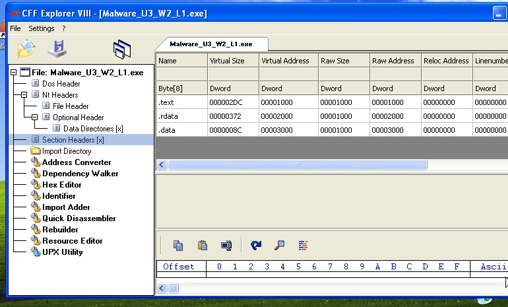 CFF Explorer VIII - [Malware_U3_W2_L1.exe]
File Settings ?
Malware_U3_W2_L1.exe
File: Malware_U3_W2_L1.exe
Dos Header
Nt Headers
File Header
Optional Header
Data Directories [x]
Section Headers [x]
Import Directory
Address Converter
Dependency Walker
Hex Editor
Identifier
Import Adder
Quick Disassembler
Rebuilder
Resource Editor
UPX Utility
Name Virtual Size Virtual Address Raw Size Raw Address Reloc Address Linenumbe
Byte[8] Dword Dword Dword Dword Dword Dword
.text 000002DC 00001000 00001000 00001000 00000000 00000000
.rdata 00000372 00002000 00001000 00002000 00000000 00000000
.data 0000008C 00003000 00001000 00003000 00000000 00000000
Offset 0 1 2 3 4 5 6 7 8 9 A B C D E F Ascii